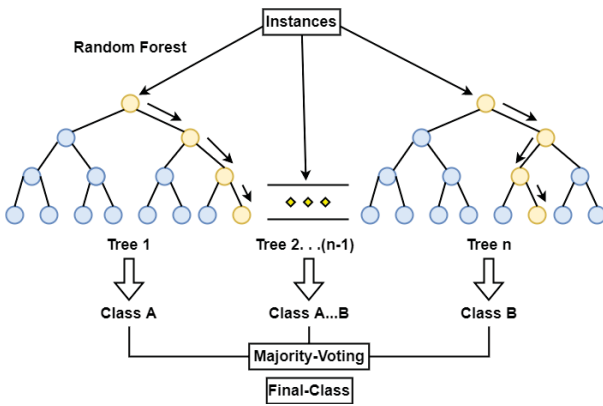 Instances
Random Forest
Tree 1
Tree 2. . .(n-1)
Tree n
Class A
Class A...B
Class B
Majority-Voting
Final-Class